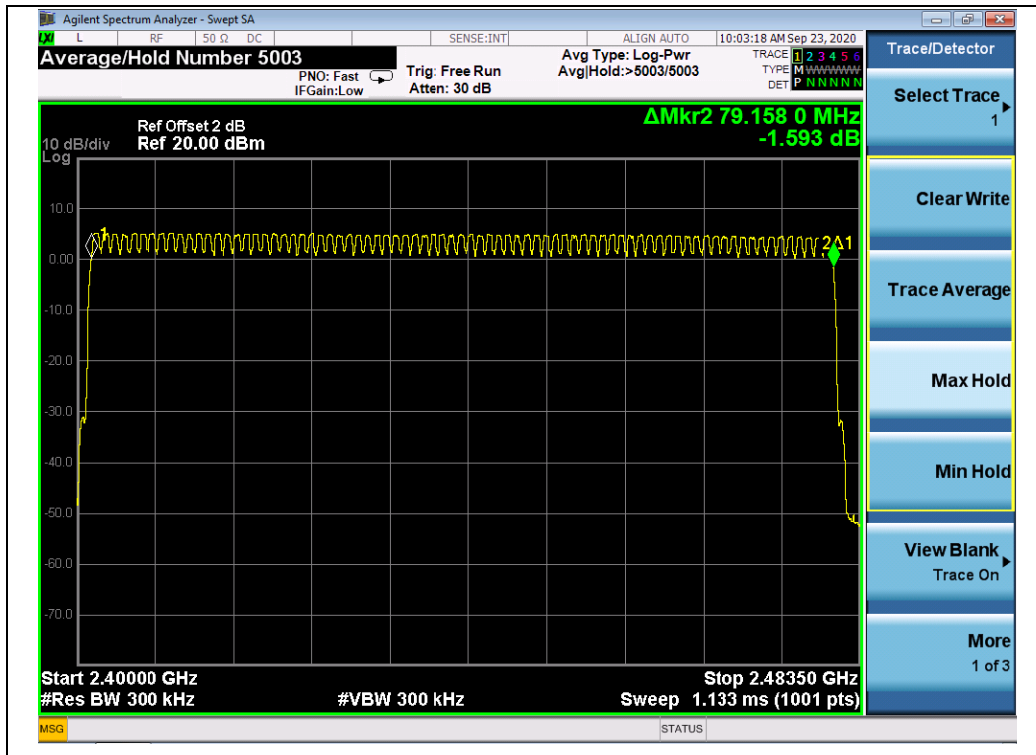 Agilent Spectrum Analyzer - Swept SA
LXI L RF 50 Ω DC SENSE:INT ALIGN AUTO 10:03:18 AM Sep 23, 2020
Average/Hold Number 5003
PNO: Fast
IFGain:Low
Trig: Free Run
Atten: 30 dB
Avg Type: Log-Pwr
Avg|Hold:>5003/5003
TRACE 1 2 3 4 5 6
TYPE M WWWWW
DET P N N N N N
ΔMkr2 79.158 0 MHz
-1.593 dB
Ref Offset 2 dB
10 dB/div Ref 20.00 dBm
Log
10.0
0.00
-10.0
-20.0
-30.0
-40.0
-50.0
-60.0
-70.0
1
2Δ1
Start 2.40000 GHz
Stop 2.48350 GHz
#Res BW 300 kHz
#VBW 300 kHz
Sweep 1.133 ms (1001 pts)
MSG
STATUS
Trace/Detector
Select Trace
1
Clear Write
Trace Average
Max Hold
Min Hold
View Blank
Trace On
More
1 of 3